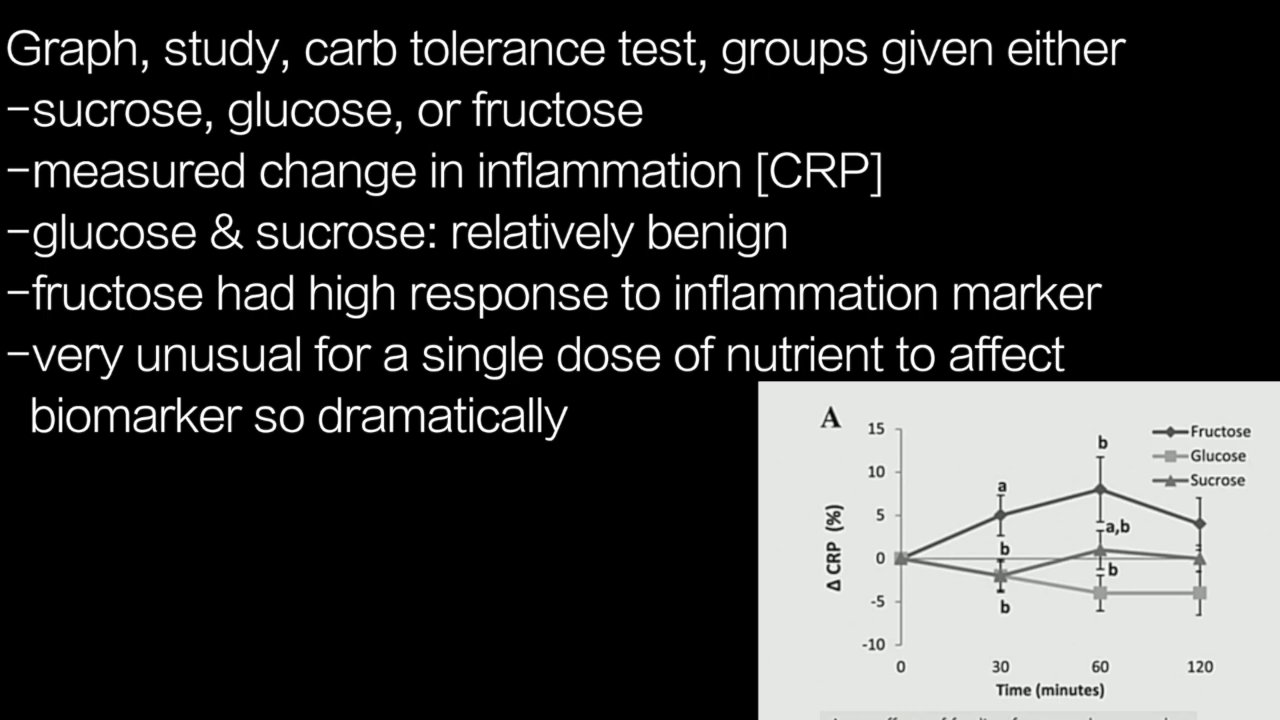 Graph, study, carb tolerance test, groups given either
−sucrose, glucose, or fructose
−measured change in inflammation [CRP]
−glucose & sucrose: relatively benign
−fructose had high response to inflammation marker
−very unusual for a single dose of nutrient to affect
biomarker so dramatically
A
15
10
5
0
-5
-10
Δ CRP (%)
a
b
b
b
a,b
b
Fructose
Glucose
Sucrose
0 30 60 120
Time (minutes)